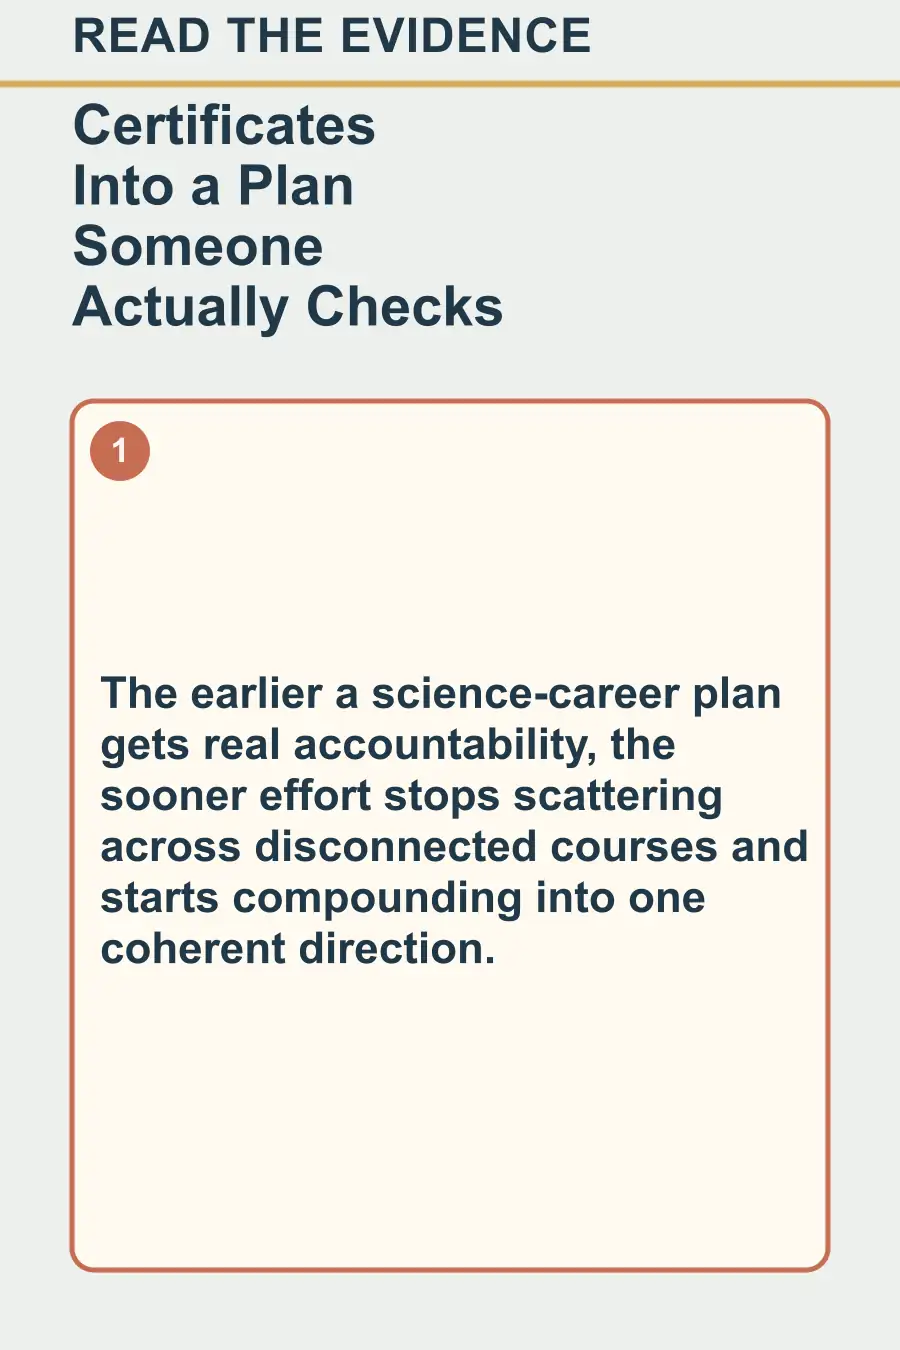 READ THE EVIDENCE
Certificates
Into a Plan
Someone
Actually Checks
1
The earlier a science-career plan
gets real accountability, the
sooner effort stops scattering
across disconnected courses and
starts compounding into one
coherent direction.